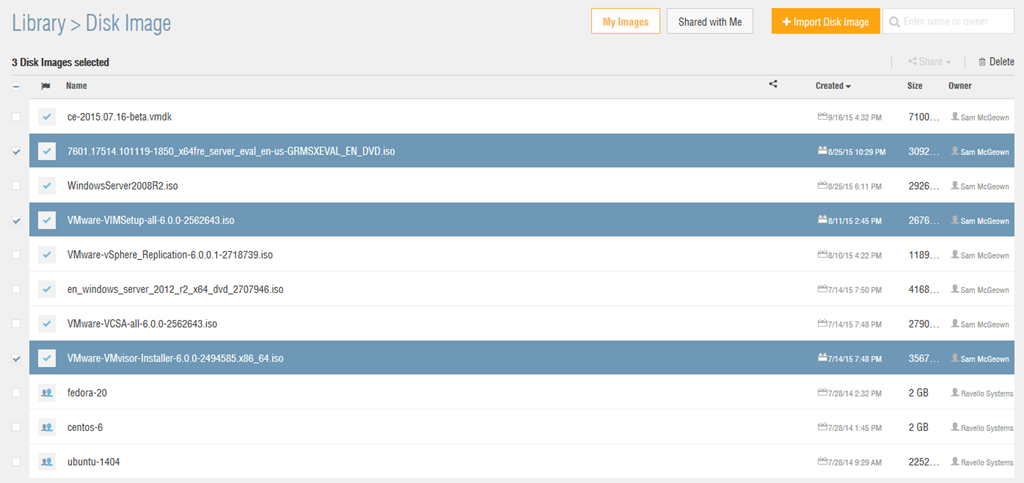 Library > Disk Image
My Images
Shared with Me
Import Disk Image
Enter name or owner
3 Disk Images selected
Share
Delete
Name Created Size Owner
ce-2015.07.16-beta.vmdk 9/16/15 4:32 PM 7100... Sam McGeown
7601.17514.101119-1850_x64fre_server_eval_en-us-GRMSXEVAL_EN_DVD.iso 8/25/15 10:29 PM 3092... Sam McGeown
WindowsServer2008R2.iso 8/25/15 6:11 PM 2926... Sam McGeown
VMware-VIMSetup-all-6.0.0-2562643.iso 8/11/15 2:45 PM 2676... Sam McGeown
VMware-vSphere_Replication-6.0.0.1-2718739.iso 8/10/15 4:22 PM 1189... Sam McGeown
en_windows_server_2012_r2_x64_dvd_2707946.iso 7/14/15 7:50 PM 4168... Sam McGeown
VMware-VCSA-all-6.0.0-2562643.iso 7/14/15 7:48 PM 2790... Sam McGeown
VMware-VMvisor-Installer-6.0.0-2494585.x86_64.iso 7/14/15 7:48 PM 3567... Sam McGeown
fedora-20 7/28/14 2:32 PM 2 GB Ravello Systems
centos-6 7/28/14 1:45 PM 2 GB Ravello Systems
ubuntu-1404 7/28/14 9:29 AM 2252... Ravello Systems